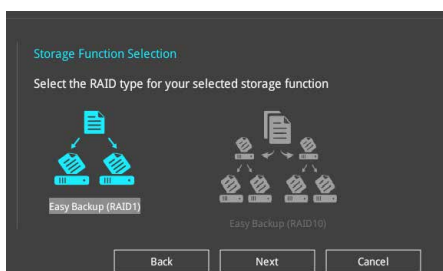 Storage Function Selection
Select the RAID type for your selected storage function
Easy Backup (RAID1)
Easy Backup (RAID10)
Back
Next
Cancel